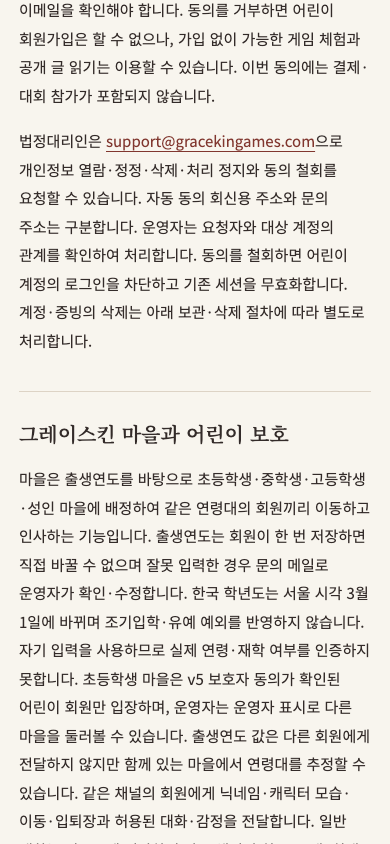 이메일을 확인해야 합니다. 동의를 거부하면 어린이
회원가입은 할 수 없으나, 가입 없이 가능한 게임 체험과
공개 글 읽기는 이용할 수 있습니다. 이번 동의에는 결제·
대회 참가가 포함되지 않습니다.
법정대리인은 support@gracekingames.com으로
개인정보 열람·정정·삭제·처리 정지와 동의 철회를
요청할 수 있습니다. 자동 동의 회신용 주소와 문의
주소는 구분합니다. 운영자는 요청자와 대상 계정의
관계를 확인하여 처리합니다. 동의를 철회하면 어린이
계정의 로그인을 차단하고 기존 세션을 무효화합니다.
계정·증빙의 삭제는 아래 보관·삭제 절차에 따라 별도로
처리합니다.
그레이스킨 마을과 어린이 보호
마을은 출생연도를 바탕으로 초등학생·중학생·고등학생
·성인 마을에 배정하여 같은 연령대의 회원끼리 이동하고
인사하는 기능입니다. 출생연도는 회원이 한 번 저장하면
직접 바꿀 수 없으며 잘못 입력한 경우 문의 메일로
운영자가 확인·수정합니다. 한국 학년도는 서울 시각 3월
1일에 바뀌며 조기입학·유예 예외를 반영하지 않습니다.
자기 입력을 사용하므로 실제 연령·재학 여부를 인증하지
못합니다. 초등학생 마을은 v5 보호자 동의가 확인된
어린이 회원만 입장하며, 운영자는 운영자 표시로 다른
마을을 둘러볼 수 있습니다. 출생연도 값은 다른 회원에게
전달하지 않지만 함께 있는 마을에서 연령대를 추정할 수
있습니다. 같은 채널의 회원에게 닉네임·캐릭터 모습·
이동·입퇴장과 허용된 대화·감정을 전달합니다. 일반